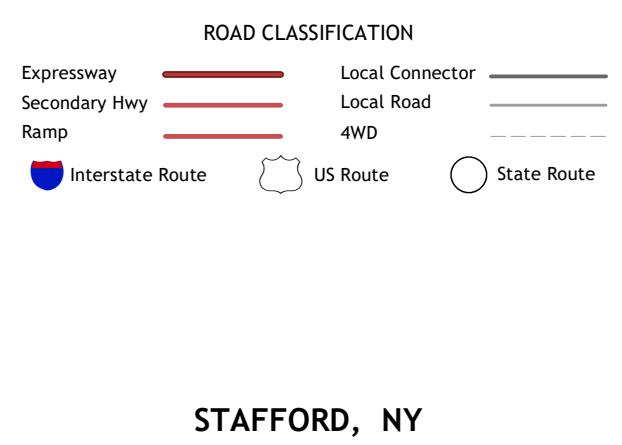 ROAD CLASSIFICATION
Expressway
Secondary Hwy
Ramp
Local Connector
Local Road
4WD
Interstate Route
US Route
State Route
STAFFORD, NY